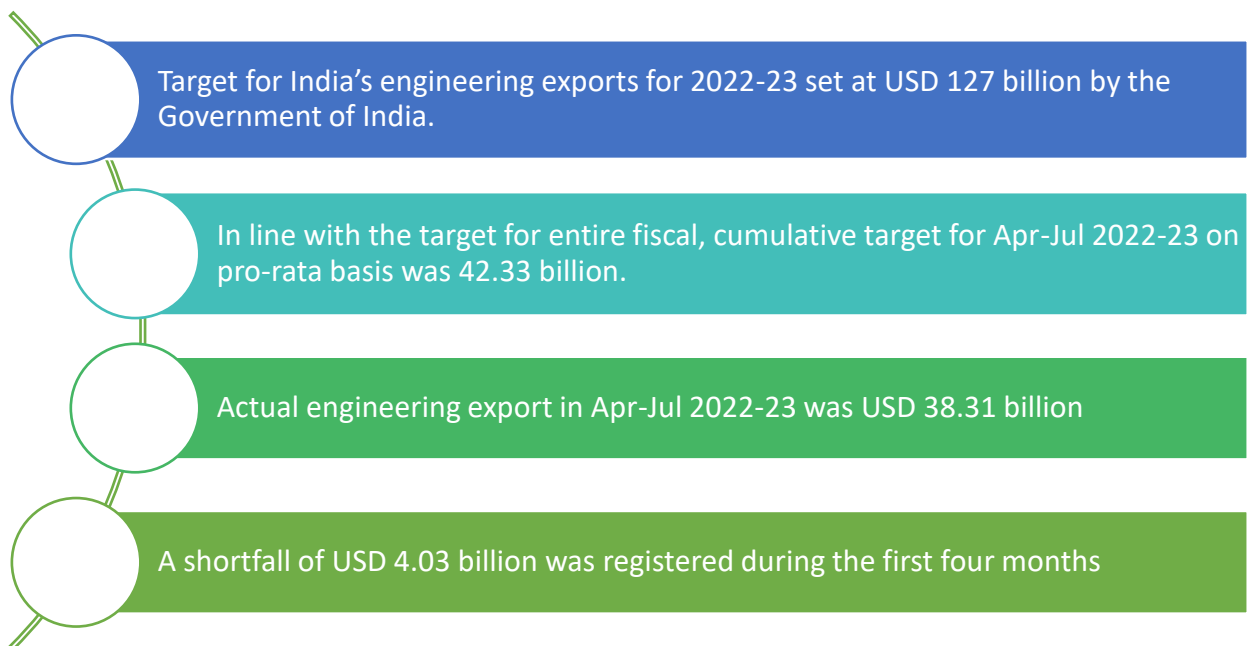 Target for India’s engineering exports for 2022-23 set at USD 127 billion by the
Government of India.
In line with the target for entire fiscal, cumulative target for Apr-Jul 2022-23 on
pro-rata basis was 42.33 billion.
Actual engineering export in Apr-Jul 2022-23 was USD 38.31 billion
A shortfall of USD 4.03 billion was registered during the first four months